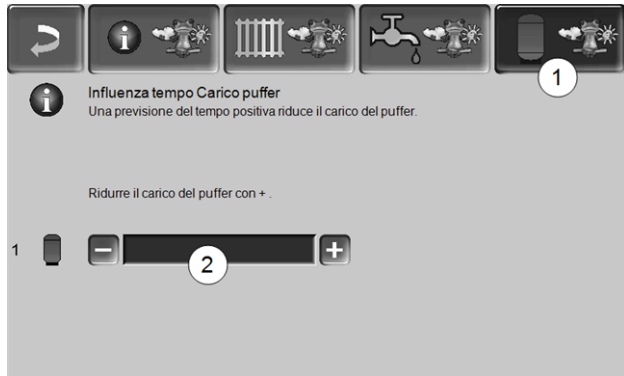 1
Influenza tempo Carico puffer
Una previsione del tempo positiva riduce il carico del puffer.
Ridurre il carico del puffer con + .
1
2